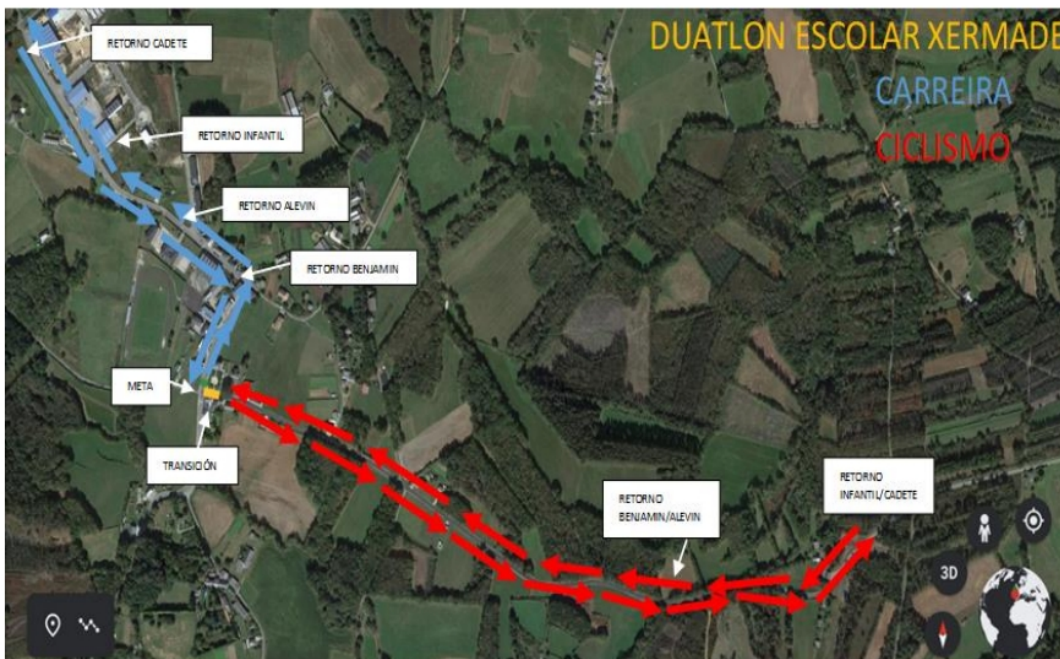 DUATLON ESCOLAR XERMADE
CARREIRA
CICLISMO
RETORNO CADETE
RETORNO INFANTIL
RETORNO ALEVIN
RETORNO BENJAMIN
META
TRANSICIÓN
RETORNO
BENJAMIN/ALEVIN
RETORNO
INFANTIL/CADETE
3D